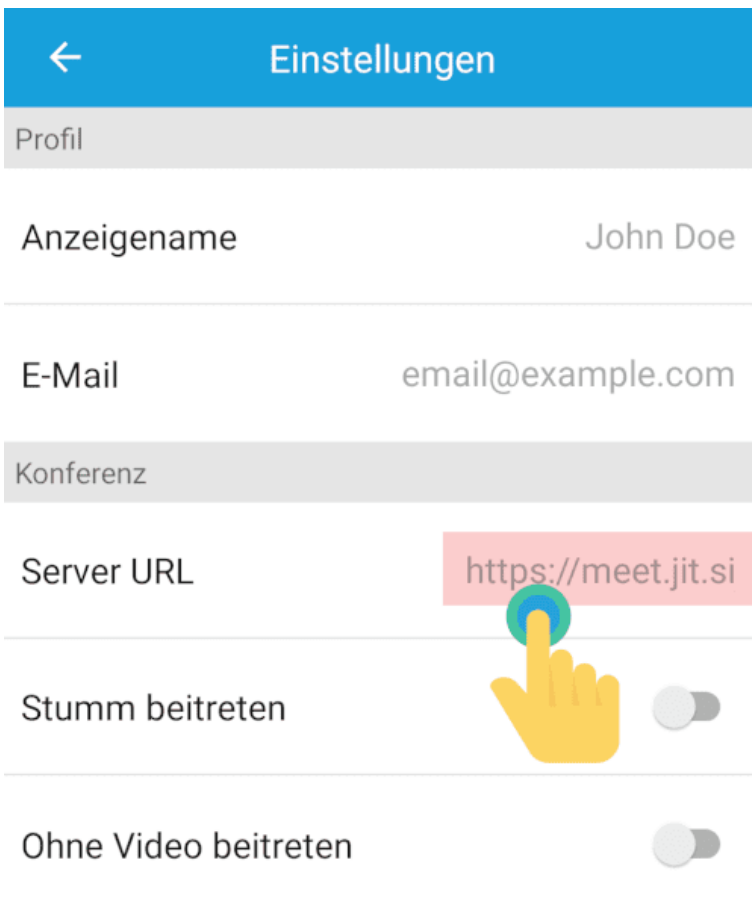 Einstellungen
Profil
Anzeigename John Doe
E-Mail email@example.com
Konferenz
Server URL https://meet.jit.si
Stumm beitreten
Ohne Video beitreten